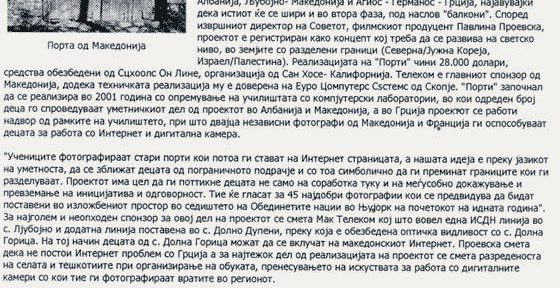 Албанија, Љубојно- Македонија и Агиос - Германос - Грција, најавувајќи
дека истиот ќе се шири и во втора фаза, под наслов "балкони". Според
извршниот директор на Советот, филмскиот продуцент Павлина Проевска,
проектот е регистриран како концепт кој треба да се развива на светско
ниво, во земјите со разделени граници (Северна/Јужна Кореја,
Израел/Палестина). Реализацијата на "Порти" чини 28.000 долари,
Порта од Македонија
средства обезбедени од Сцхоолс Он Лине, организација од Сан Хосе- Калифорнија. Телеком е главниот спонзор од
Македонија, додека техничката реализација му е доверена на Еуро Цомпутерс Сѕстемс од Скопје. "Порти" започнал
да се реализира во 2001 година со опремување на училиштата со компјутерски лаборатории, во кои одреден број
деца го спроведуваат уметничкиот дел од проектот во Албанија и Македонија, а во Грција проектот се работи
надвор од рамките на училиштето, при што двајца независни фотографи од Македонија и Франција ги оспособуваат
децата за работа со Интернет и дигитална камера.
"Учениците фотографираат стари порти кои потоа ги стават на Интернет страницата, а нашата идеја е преку јазикот
на уметноста, да се зближат децата од пограничното подрачје и со тоа симболично да ги преминат границите кои ги
разделуваат. Проектот има цел да ги поттикне децата не само на соработка туку и на меѓусебно докажување и
превземање на иницијатива и одговорност. Тие ќе гласат за 45 најдобри фотографии кои се предвидува да бидат
поставени во изложбениот простор во седиштето на Обединетите нации во Њујорк на почетокот на идната година".
За најголем и неопходен спонзор за овој дел на проектот се смета Мак Телеком кој што вовел една ИСДН линија во
с. Љубојно и додатна линија поставена во с. Долно Дупени, преку која е обезбедена оптичка видливост со с. Долна
Горица. На тој начин децата од с. Долна Горица можат да се вклучат на македонскиот Интернет. Проевска смета
дека не постои Интернет проблем со Грција а за најтежок дел од реализацијата на проектот се смета разреденоста
на селата и тешкотиите при организирање на обуката, пренесувањето на искуствата за работа со дигиталните
камери со кои тие ги фотографираат вратите во регионот.